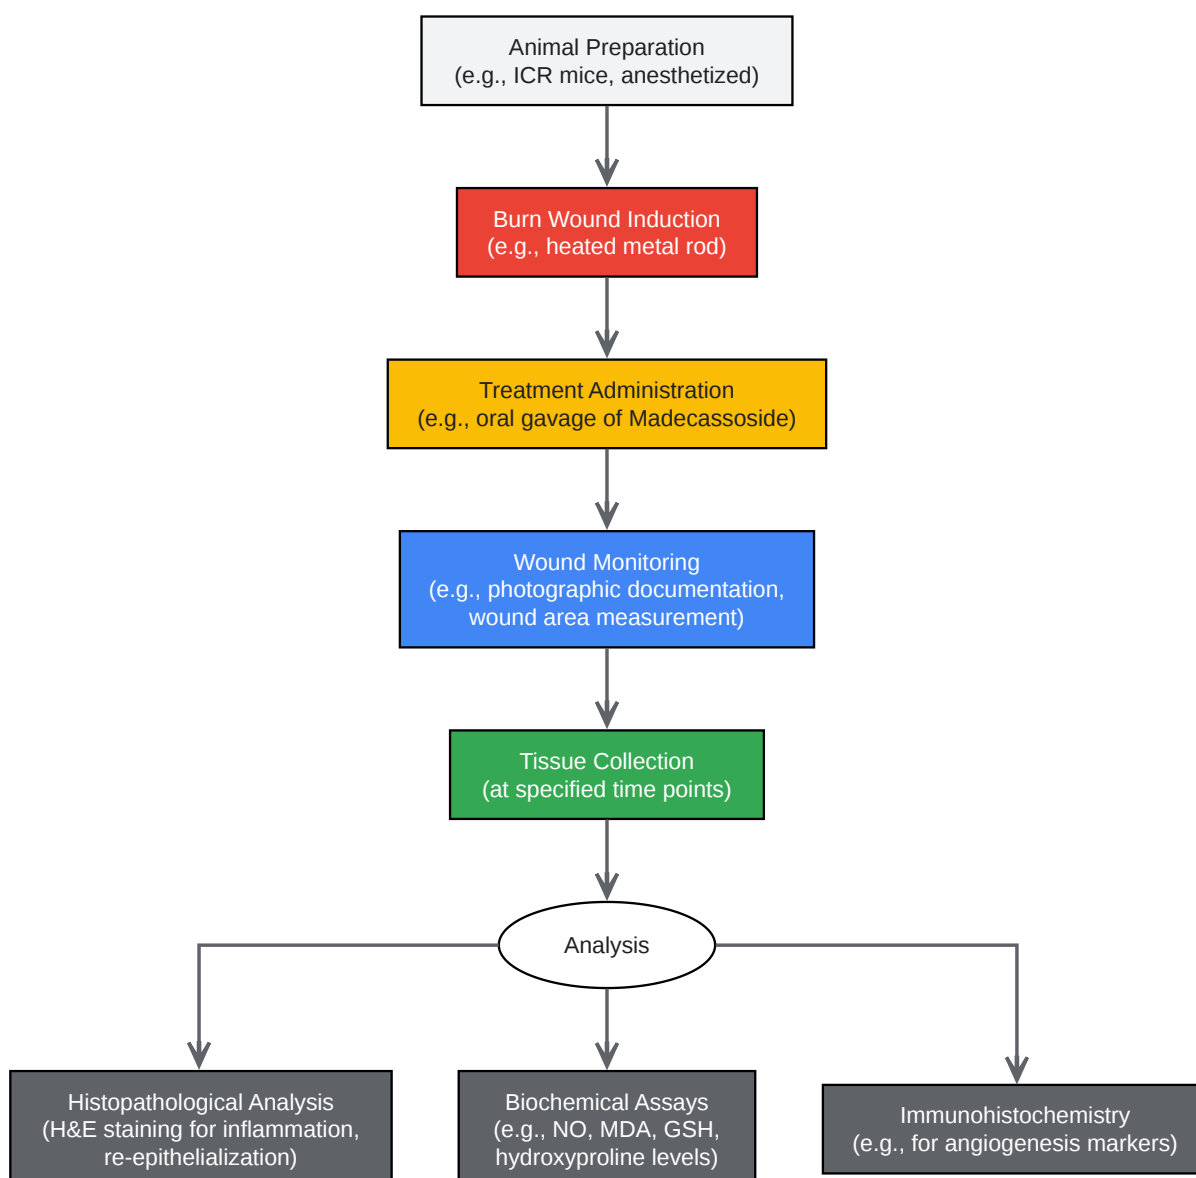 Animal Preparation
(e.g., ICR mice, anesthetized)
Burn Wound Induction
(e.g., heated metal rod)
Treatment Administration
(e.g., oral gavage of Madecassoside)
Wound Monitoring
(e.g., photographic documentation,
wound area measurement)
Tissue Collection
(at specified time points)
Analysis
Histopathological Analysis
(H&E staining for inflammation,
re-epithelialization)
Biochemical Assays
(e.g., NO, MDA, GSH,
hydroxyproline levels)
Immunohistochemistry
(e.g., for angiogenesis markers)